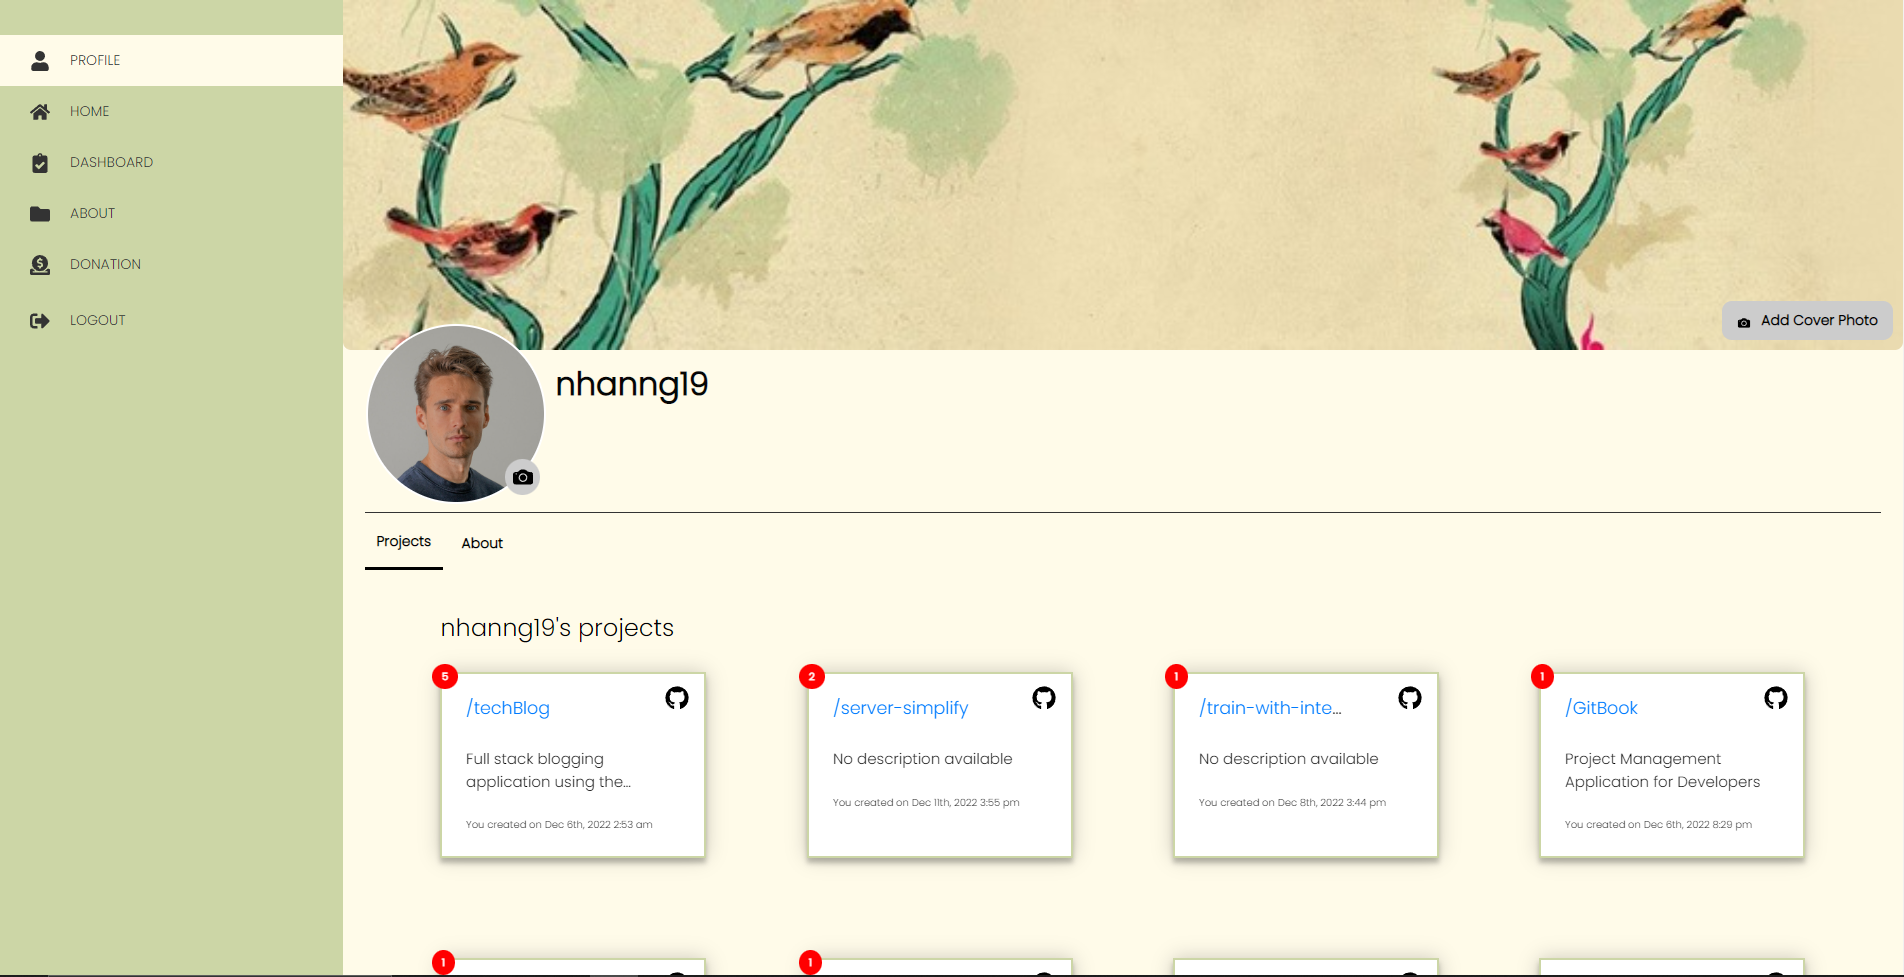 PROFILE
HOME
DASHBOARD
ABOUT
DONATION
LOGOUT
Add Cover Photo
nhanng19
Projects
About
nhanng19's projects
5
/techBlog
Full stack blogging
application using the...
You created on Dec 6th, 2022 2:53 am
2
/server-simplify
No description available
You created on Dec 11th, 2022 3:55 pm
1
/train-with-inte...
No description available
You created on Dec 8th, 2022 3:44 pm
1
/GitBook
Project Management
Application for Developers
You created on Dec 6th, 2022 8:29 pm
1
1